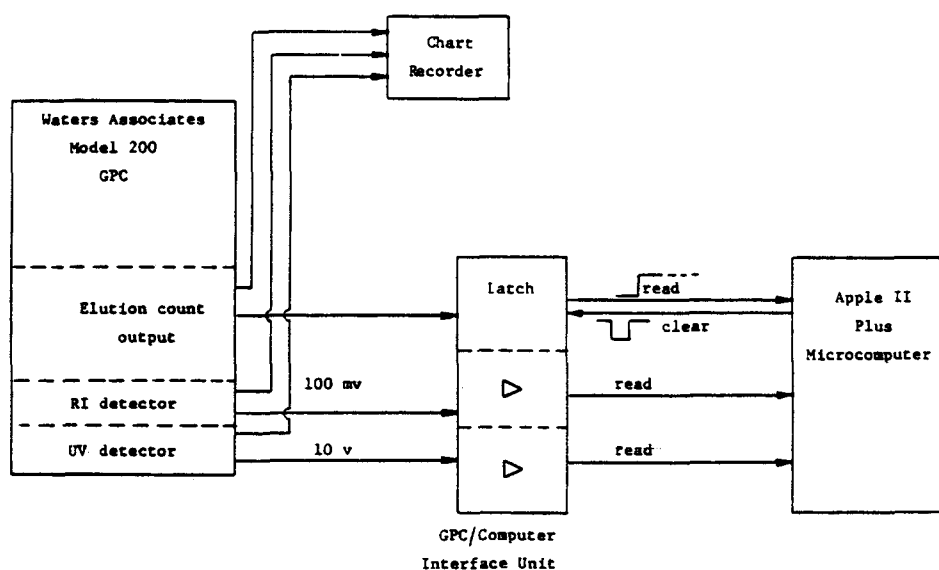 Chart
Recorder
Waters Associates
Model 200
GPC
Elution count
output
RI detector
UV detector
100 mv
10 v
Latch
read
clear
read
read
Apple II
Plus
Microcomputer
GPC/Computer
Interface Unit